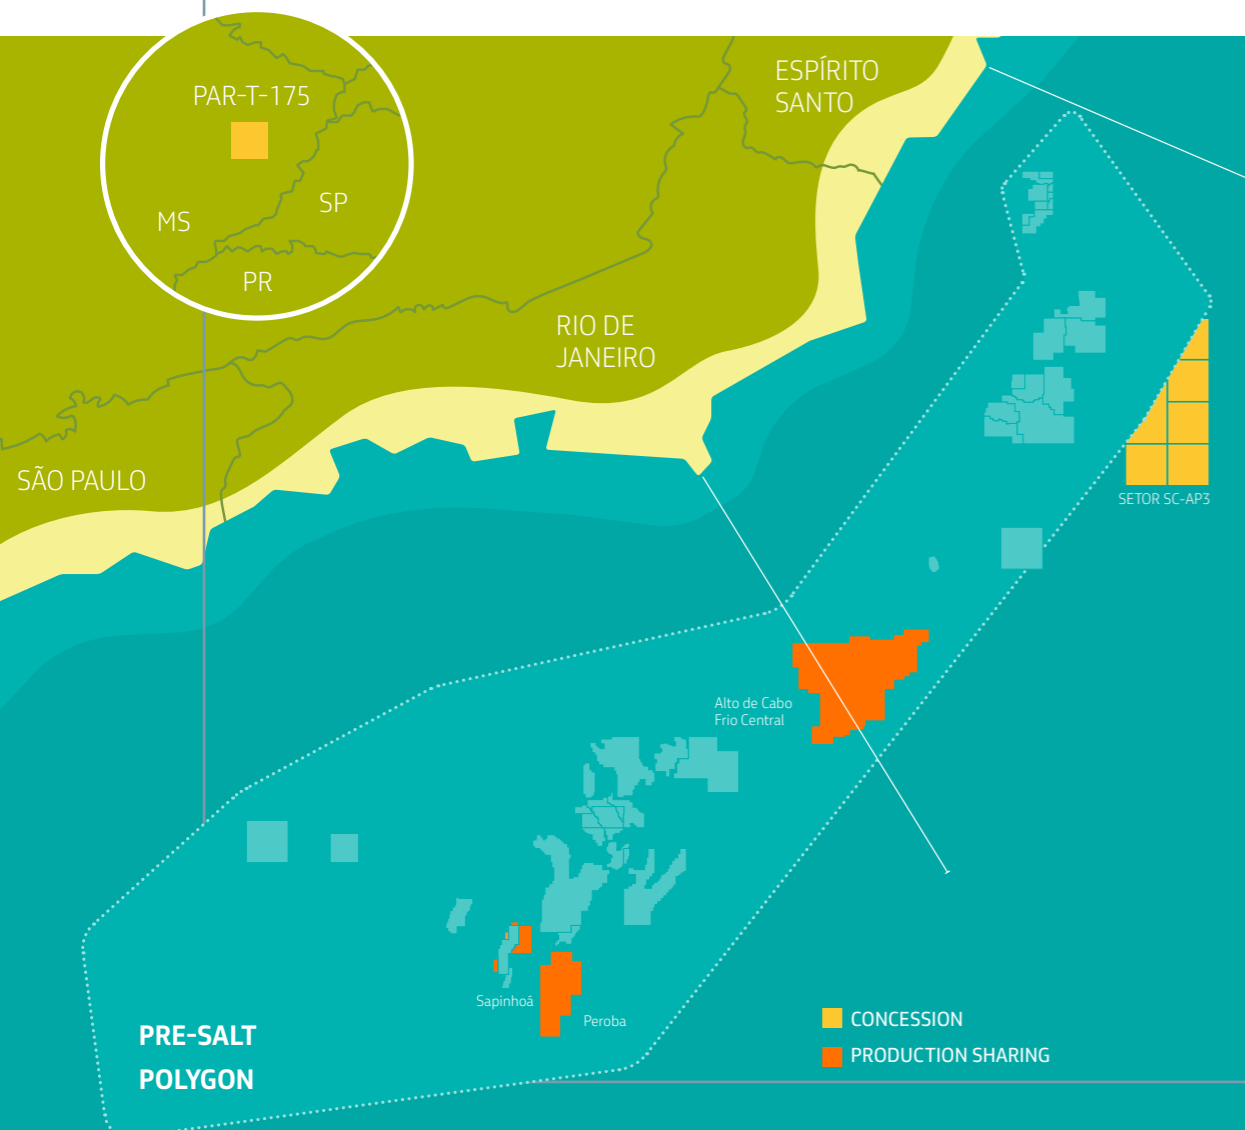 PAR-T-175
MS
SP
PR
ESPÍRITO
SANTO
RIO DE
JANEIRO
SÃO PAULO
SETOR SC-AP3
Alto de Cabo
Frio Central
Sapinhoá
Peroba
PRE-SALT
POLYGON
CONCESSION
PRODUCTION SHARING